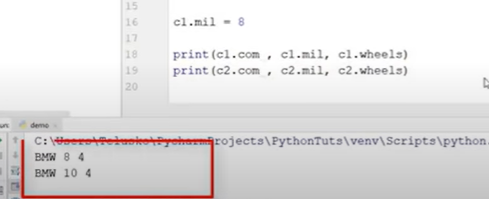 15
16 c1.mil = 8
17
18 print(c1.com , c1.mil, c1.wheels)
19 print(c2.com , c2.mil, c2.wheels)
20
un: demo
C:\Users\Telusko\PycharmProjects\PythonTuts\venv\Scripts\python.
BMW 8 4
BMW 10 4